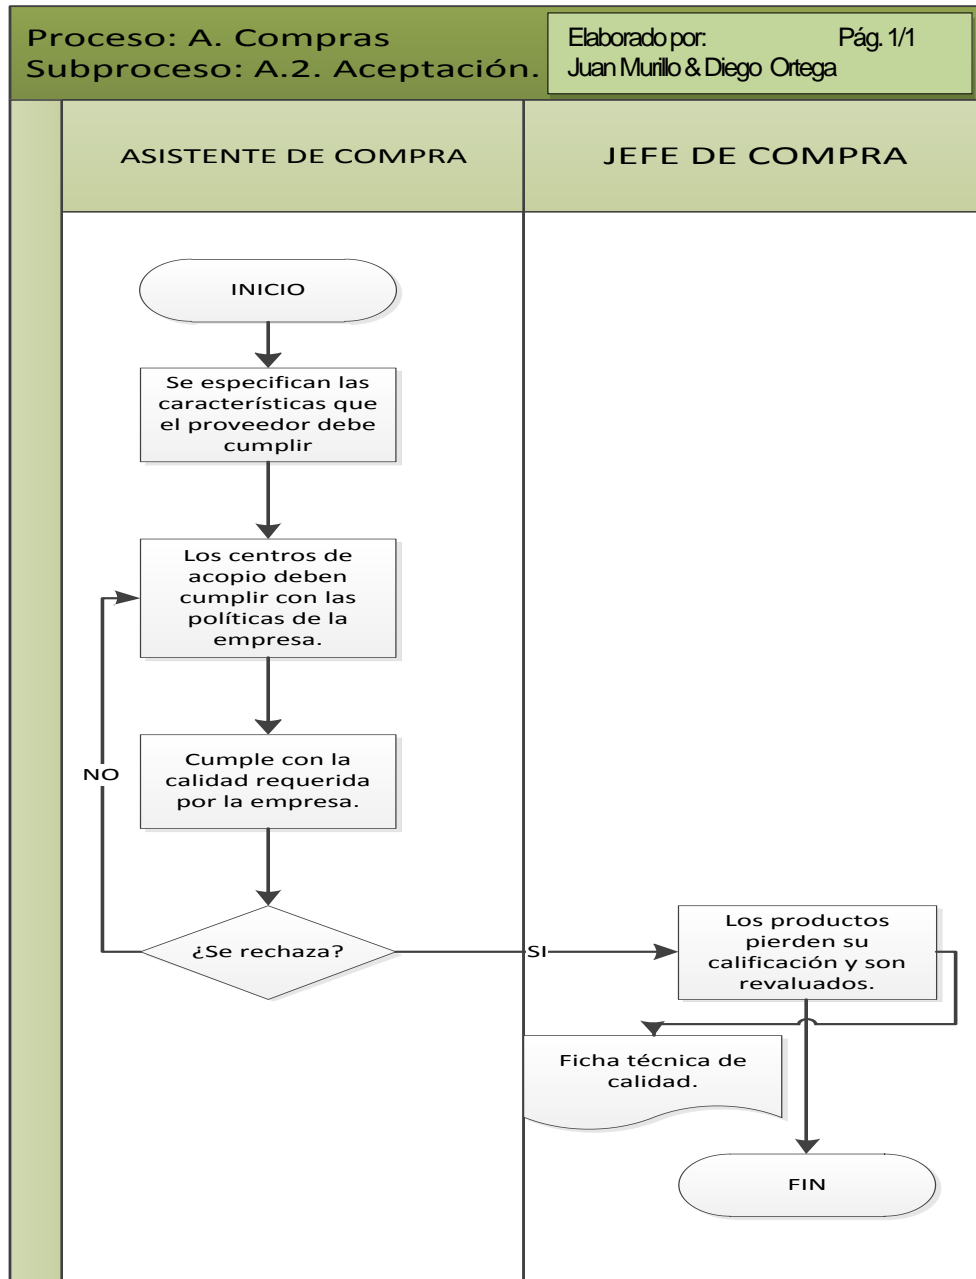 Proceso: A. Compras
Subproceso: A.2. Aceptación.
Elaborado por: Pág. 1/1
Juan Murillo & Diego Ortega
ASISTENTE DE COMPRA
JEFE DE COMPRA
INICIO
Se especifican las
características que
el proveedor debe
cumplir
Los centros de
acopio deben
cumplir con las
políticas de la
empresa.
NO
Cumple con la
calidad requerida
por la empresa.
¿Se rechaza?
SI
Los productos
pierden su
calificación y son
revaluados.
Ficha técnica de
calidad.
FIN